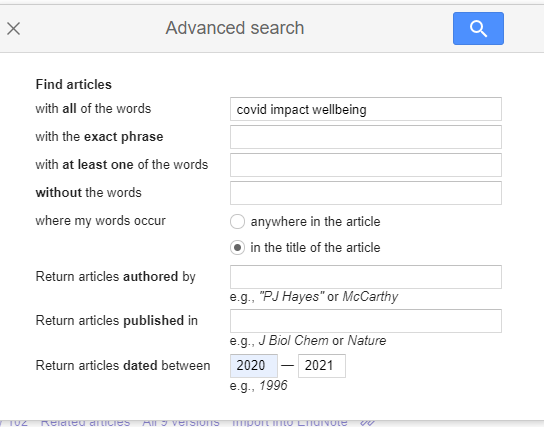 Advanced search
Find articles
with all of the words covid impact wellbeing
with the exact phrase
with at least one of the words
without the words
where my words occur anywhere in the article
in the title of the article
Return articles authored by
e.g., "PJ Hayes" or McCarthy
Return articles published in
e.g., J Biol Chem or Nature
Return articles dated between 2020 — 2021
e.g., 1996
102 Related articles All 9 versions Import into EndNote